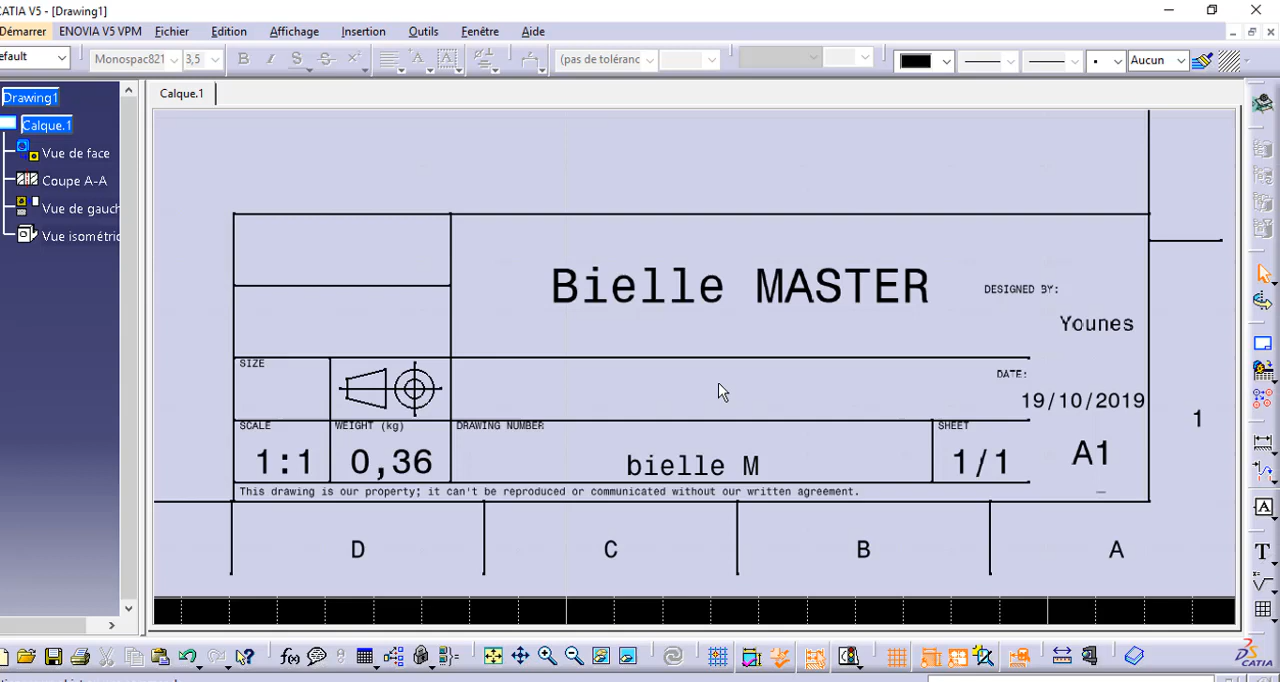 CATIA V5 - [Drawing1]
Démarrer ENOVIA V5 VPM Fichier Edition Affichage Insertion Outils Fenêtre Aide
efault Monospac821 3,5 B I S S (pas de toléranc Aucun
Drawing1
Calque.1
Calque.1
Vue de face
Coupe A-A
Vue de gauch
Vue isométric
Bielle MASTER
DESIGNED BY:
Younes
SIZE
DATE:
19/10/2019
SCALE WEIGHT (kg) DRAWING NUMBER SHEET
1:1 0,36 bielle M 1/1 A1
1
This drawing is our property; it can't be reproduced or communicated without our written agreement.
D C B A
CATIA